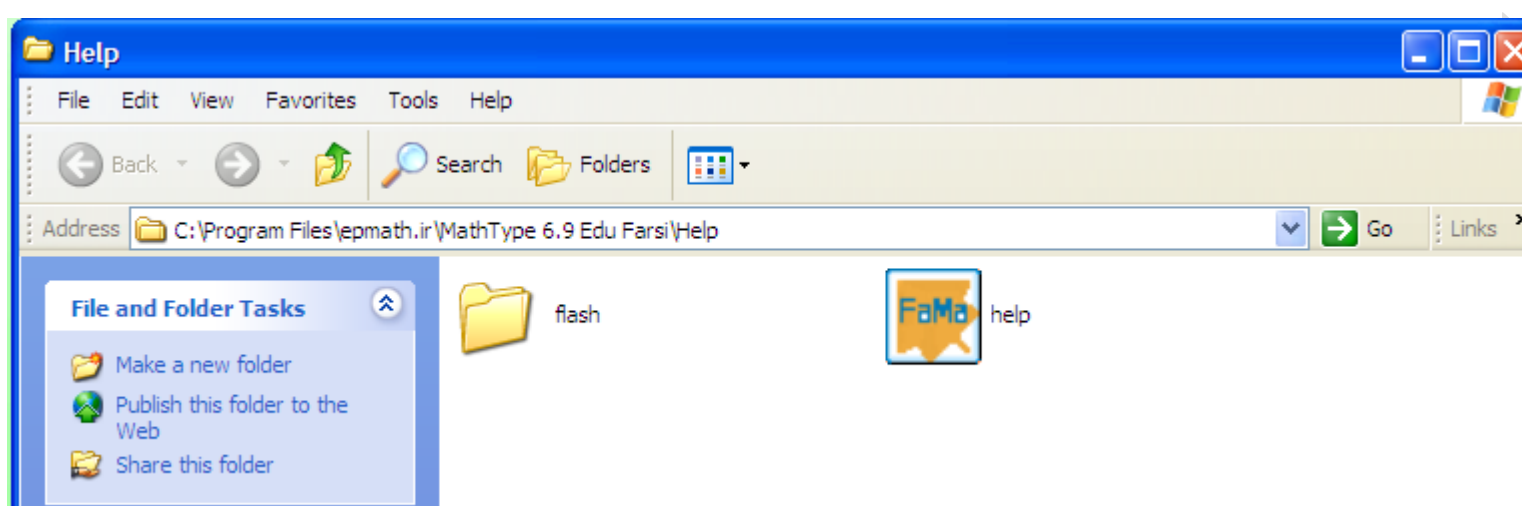 Help
File Edit View Favorites Tools Help
Back Search Folders
Address C:\Program Files\epmath.ir\MathType 6.9 Edu Farsi\Help Go Links
File and Folder Tasks
Make a new folder
Publish this folder to the
Web
Share this folder
flash
FaMa help